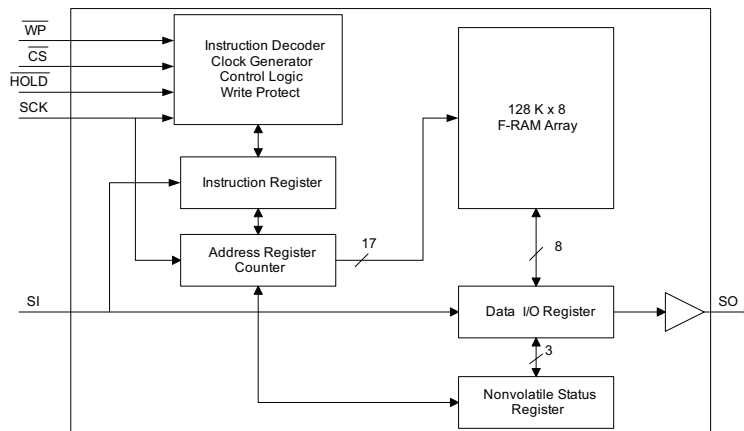 WP
CS
HOLD
SCK
Instruction Decoder
Clock Generator
Control Logic
Write Protect
128 K x 8
F-RAM Array
Instruction Register
Address Register
Counter
17
8
SI
Data I/O Register
SO
3
Nonvolatile Status
Register